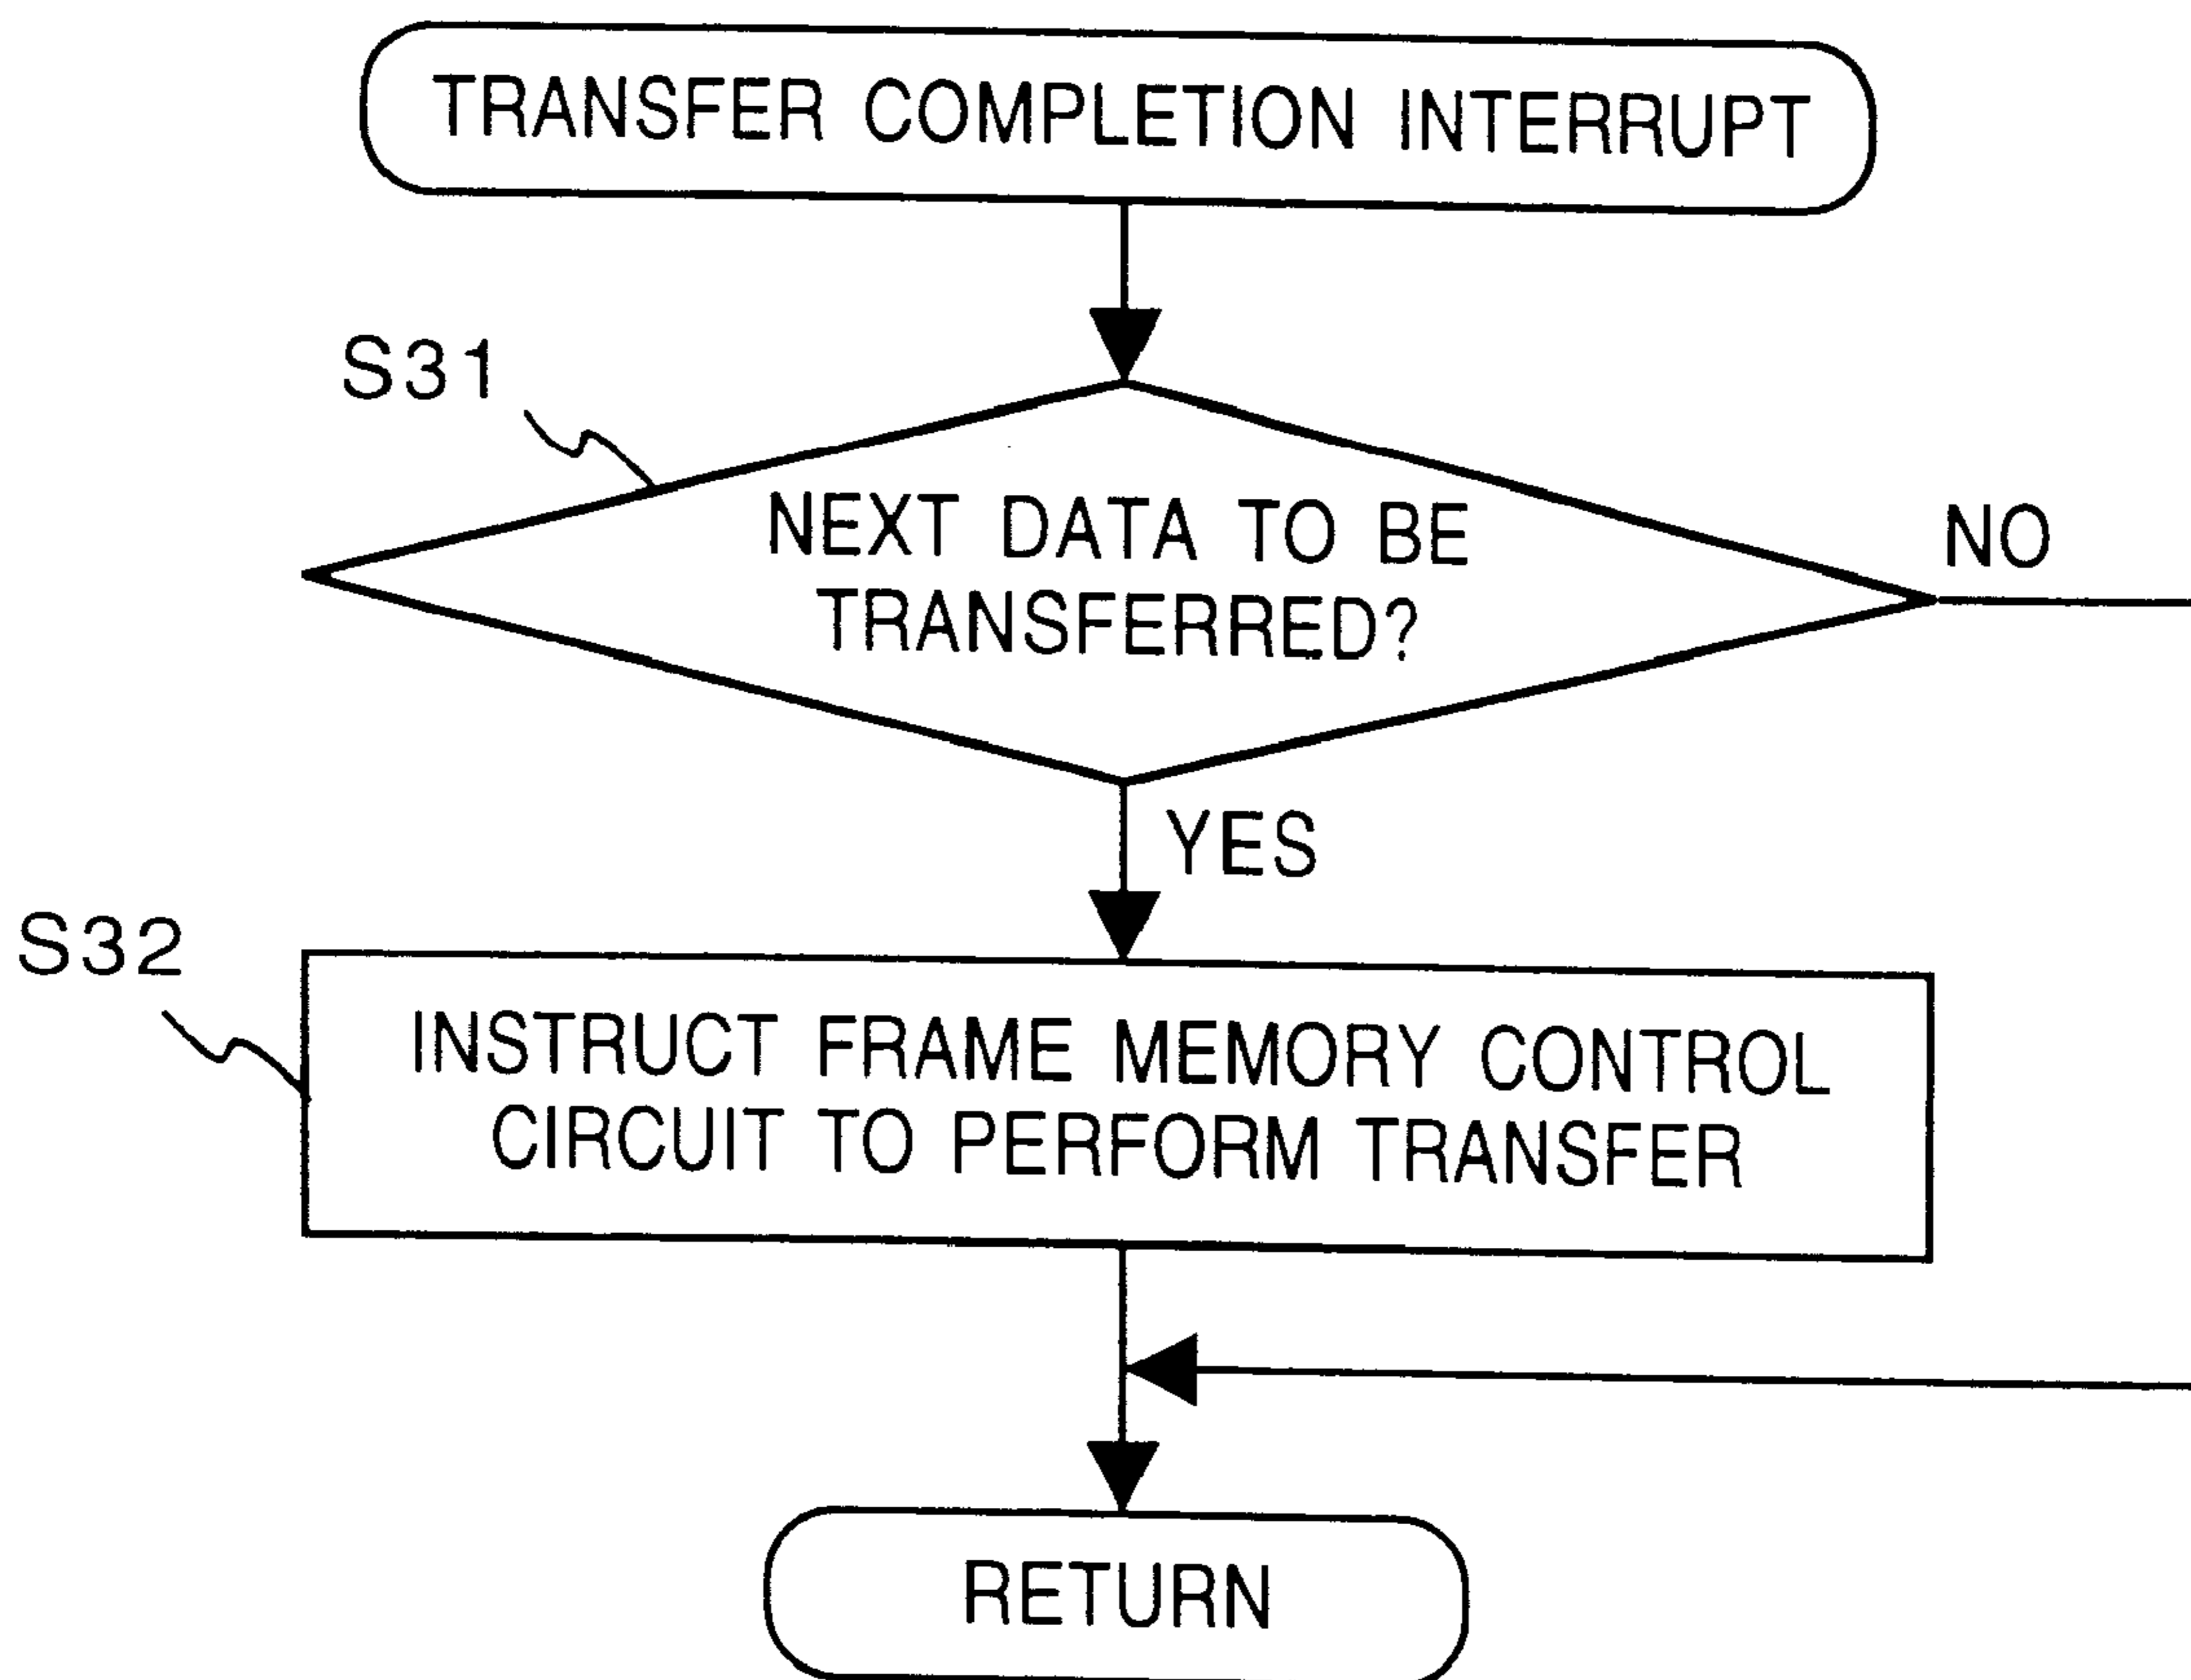 TRANSFER COMPLETION INTERRUPT
S31
NEXT DATA TO BE
TRANSFERRED?
NO
YES
S32
INSTRUCT FRAME MEMORY CONTROL
CIRCUIT TO PERFORM TRANSFER
RETURN